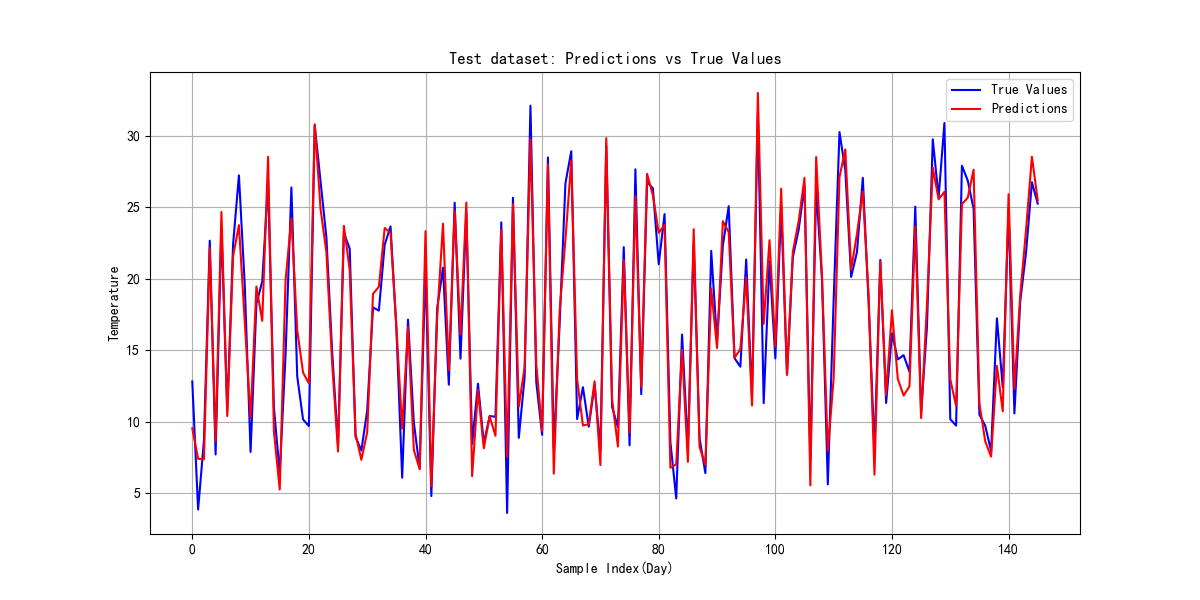 Test dataset: Predictions vs True Values
True Values
Predictions
Temperature
30
25
20
15
10
5
0 20 40 60 80 100 120 140
Sample Index(Day)